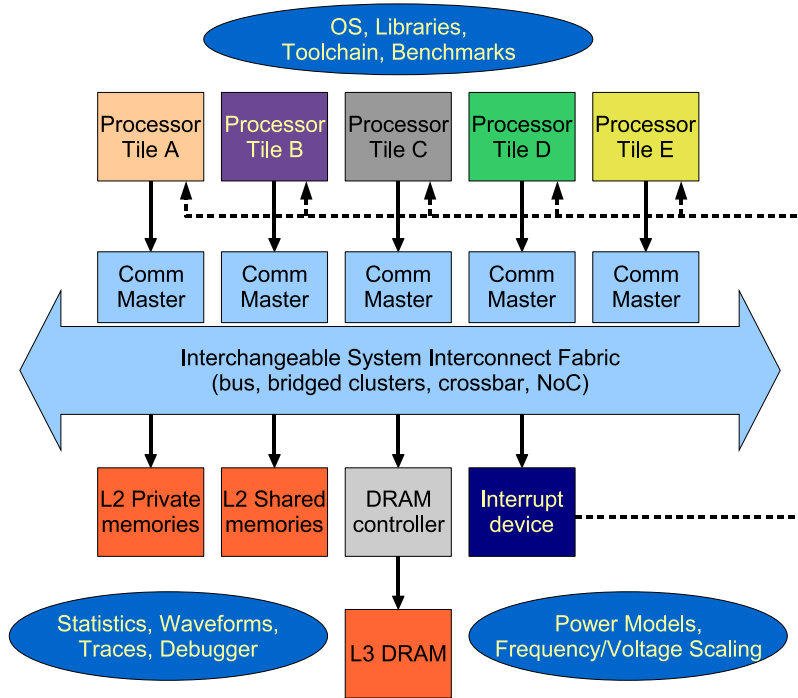 OS, Libraries,
Toolchain, Benchmarks
Processor
Tile A
Processor
Tile B
Processor
Tile C
Processor
Tile D
Processor
Tile E
Comm
Master
Comm
Master
Comm
Master
Comm
Master
Comm
Master
Interchangeable System Interconnect Fabric
(bus, bridged clusters, crossbar, NoC)
L2 Private
memories
L2 Shared
memories
DRAM
controller
Interrupt
device
Statistics, Waveforms,
Traces, Debugger
L3 DRAM
Power Models,
Frequency/Voltage Scaling